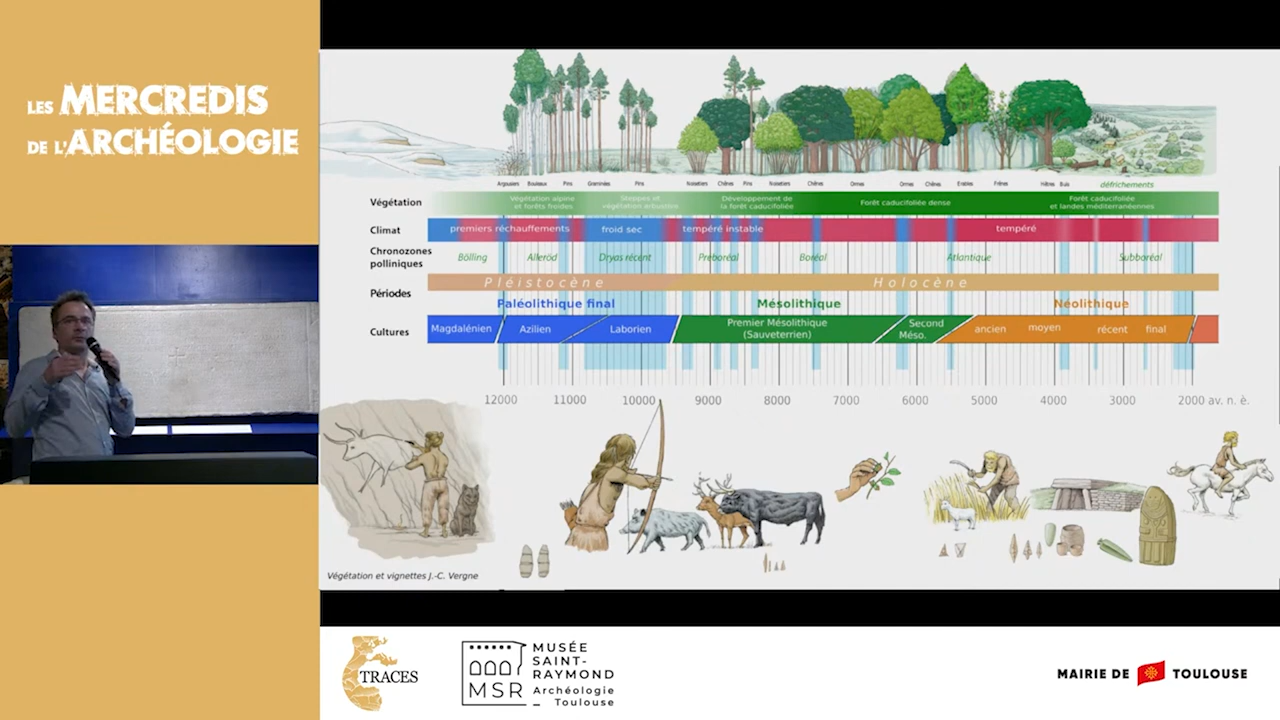 LES MERCREDIS
DE L'ARCHÉOLOGIE
Argousiers Bouleaux Pins Graminées Pins Noisetiers Chênes Pins Noisetiers Chênes Ormes Ormes Chênes Erables Frênes Hêtres Buis défrichements
Végétation
Végétation alpine
et forêts froides
Steppes et
végétation arbustive
Développement de
la forêt caducifoliée
Forêt caducifoliée dense
Forêt caducifoliée
et landes méditerranéennes
Climat
premiers réchauffements froid sec tempéré instable tempéré
Chronozones
polliniques
Bölling Alleröd Dryas récent Preboréal Boréal Atlantique Subboréal
Périodes
Pléistocène Holocène
Paléolithique final Mésolithique Néolithique
Cultures
Magdalénien Azilien Laborien
Premier Mésolithique
(Sauveterrien)
Second
Méso.
ancien moyen récent final
12000 11000 10000 9000 8000 7000 6000 5000 4000 3000 2000 av. n. è.
Végétation et vignettes J.-C. Vergne
TRACES
MSR
MUSÉE
SAINT-
RAYMOND
Archéologie
Toulouse
MAIRIE DE TOULOUSE